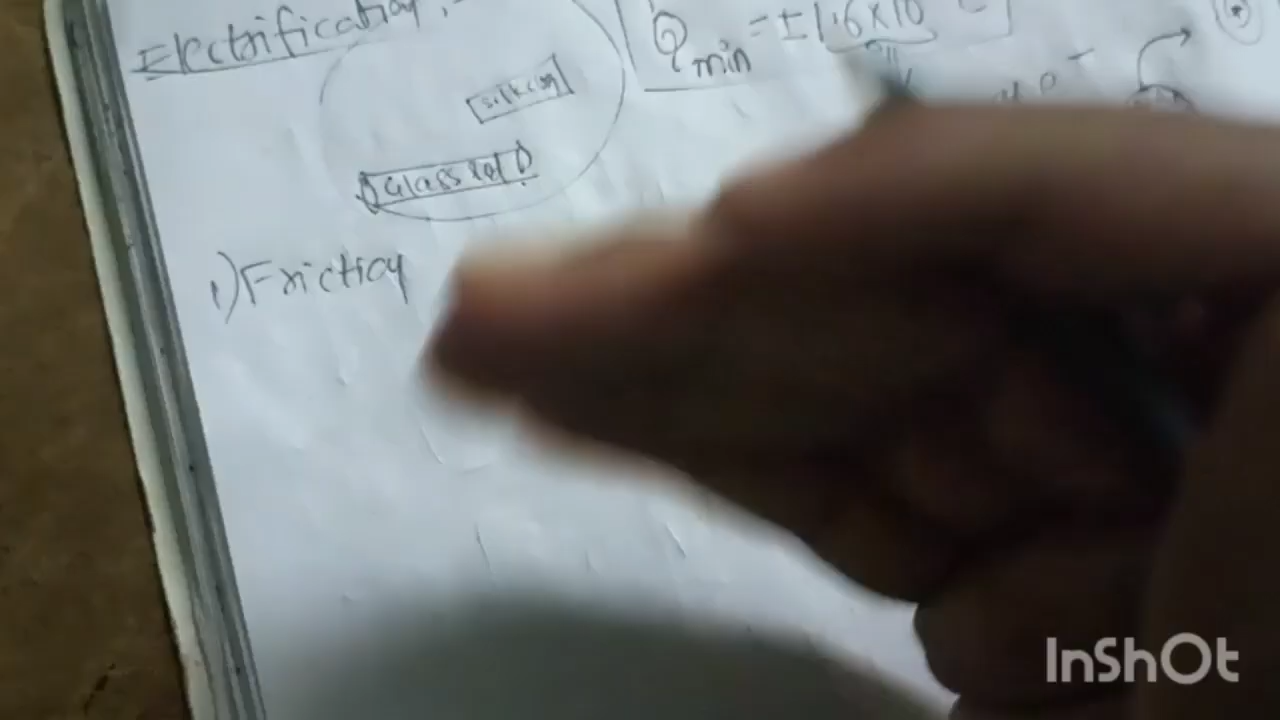 Electrification:-
Qmin = ±1.6×10
silk
Glass rod
1) Friction
InShOt